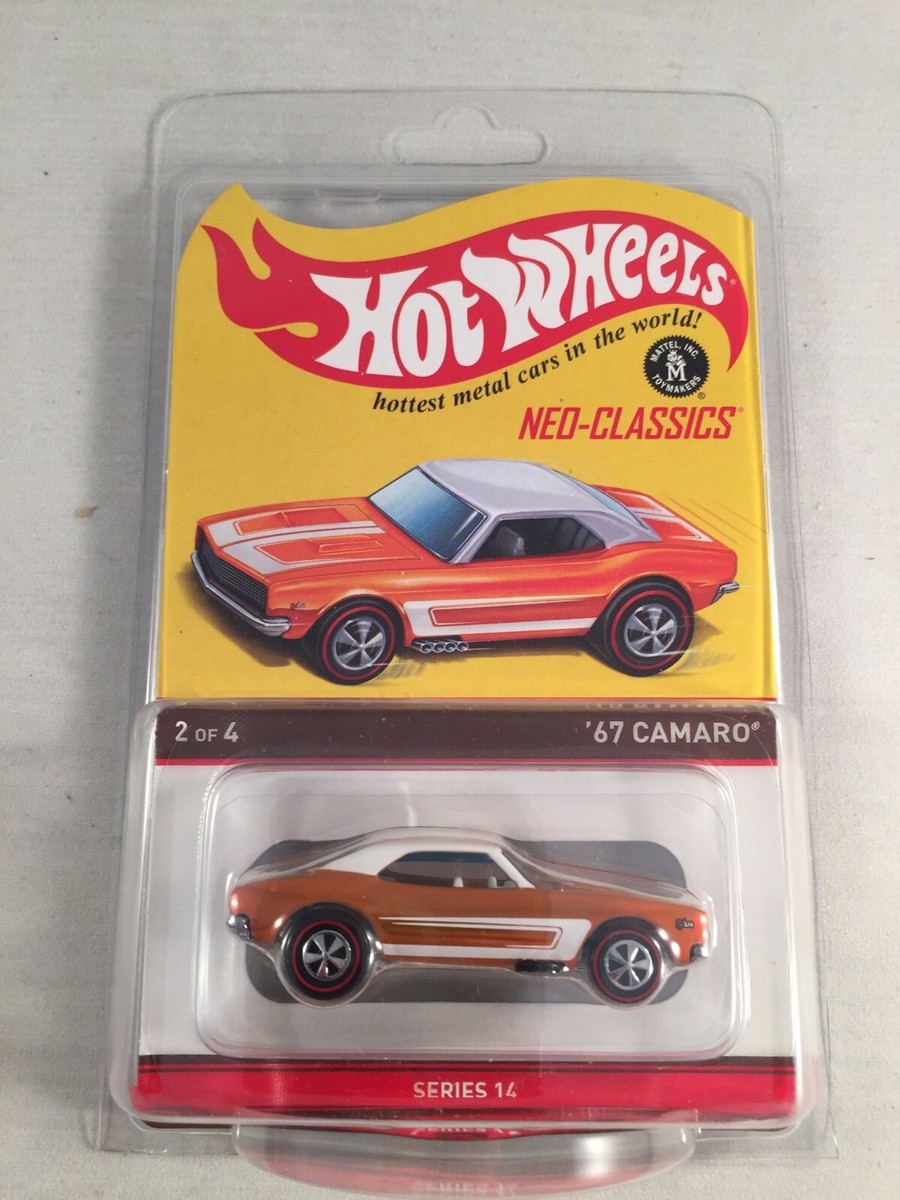 Hot Wheels®
hottest metal cars in the world!
MATTEL, INC.
M
TOYMAKERS
®
NEO-CLASSICS®
2 OF 4
'67 CAMARO®
SERIES 14